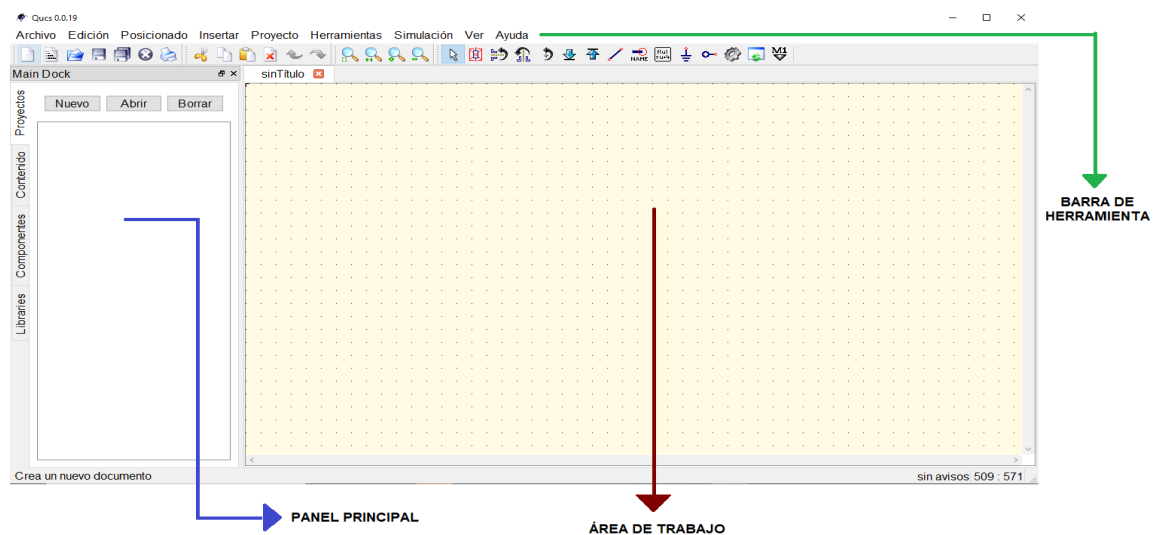 Qucs 0.0.19
Archivo Edición Posicionado Insertar Proyecto Herramientas Simulación Ver Ayuda
NAME
M1
Main Dock
sinTítulo
Proyectos
Contenido
Componentes
Libraries
Nuevo Abrir Borrar
BARRA DE
HERRAMIENTA
Crea un nuevo documento
sin avisos 509 : 571
PANEL PRINCIPAL
ÁREA DE TRABAJO